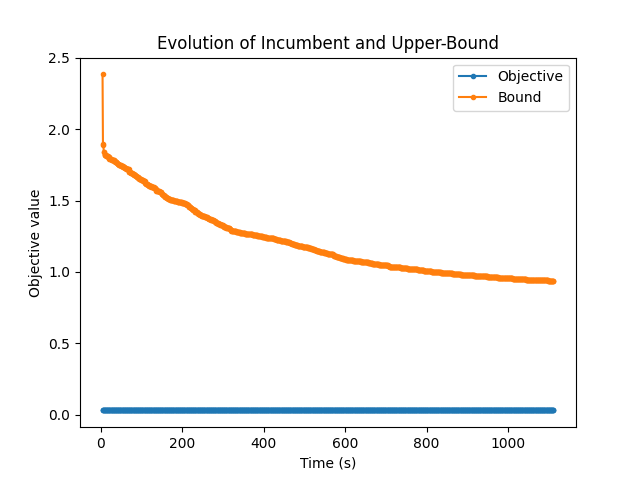 Evolution of Incumbent and Upper-Bound
Objective
Bound
Objective value
2.5
2.0
1.5
1.0
0.5
0.0
0 200 400 600 800 1000
Time (s)